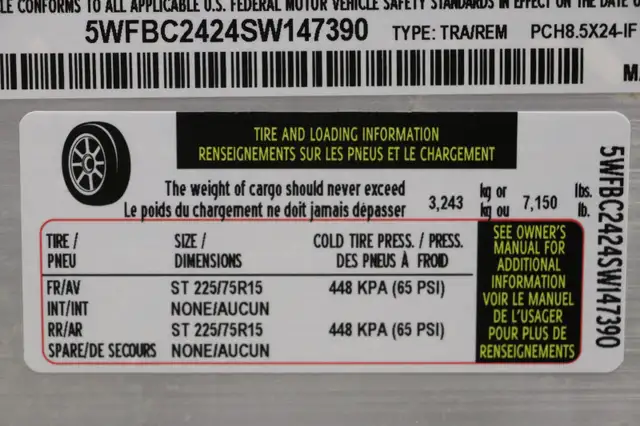 LE CONFORMS TO ALL APPLICABLE U.S. FEDERAL MOTOR VEHICLE SAFETY STANDARDS IN EFFECT ON THE DATE O
5WFBC2424SW147390 TYPE: TRA/REM PCH8.5X24-IF
MA
TIRE AND LOADING INFORMATION
RENSEIGNEMENTS SUR LES PNEUS ET LE CHARGEMENT
The weight of cargo should never exceed 3,243 kg or 7,150 lbs.
Le poids du chargement ne doit jamais dépasser kg ou lb.
TIRE / SIZE / COLD TIRE PRESS. / PRESS.
PNEU DIMENSIONS DES PNEUS À FROID
FR/AV ST 225/75R15 448 KPA (65 PSI)
INT/INT NONE/AUCUN
RR/AR ST 225/75R15 448 KPA (65 PSI)
SPARE/DE SECOURS NONE/AUCUN
SEE OWNER'S
MANUAL FOR
ADDITIONAL
INFORMATION
VOIR LE MANUEL
DE L'USAGER
POUR PLUS DE
RENSEIGNEMENTS
5WFBC2424SW147390